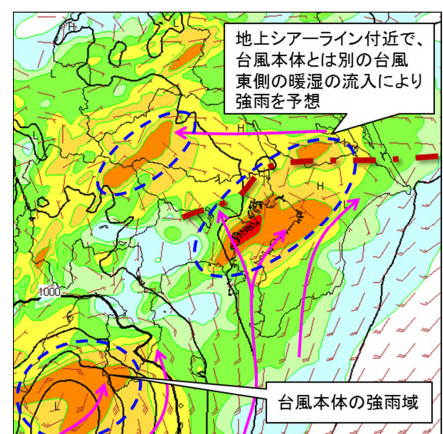 地上シアーライン付近で、
台風本体とは別の台風
東側の暖湿の流入により
強雨を予想
H
H
1000
L
台風本体の強雨域